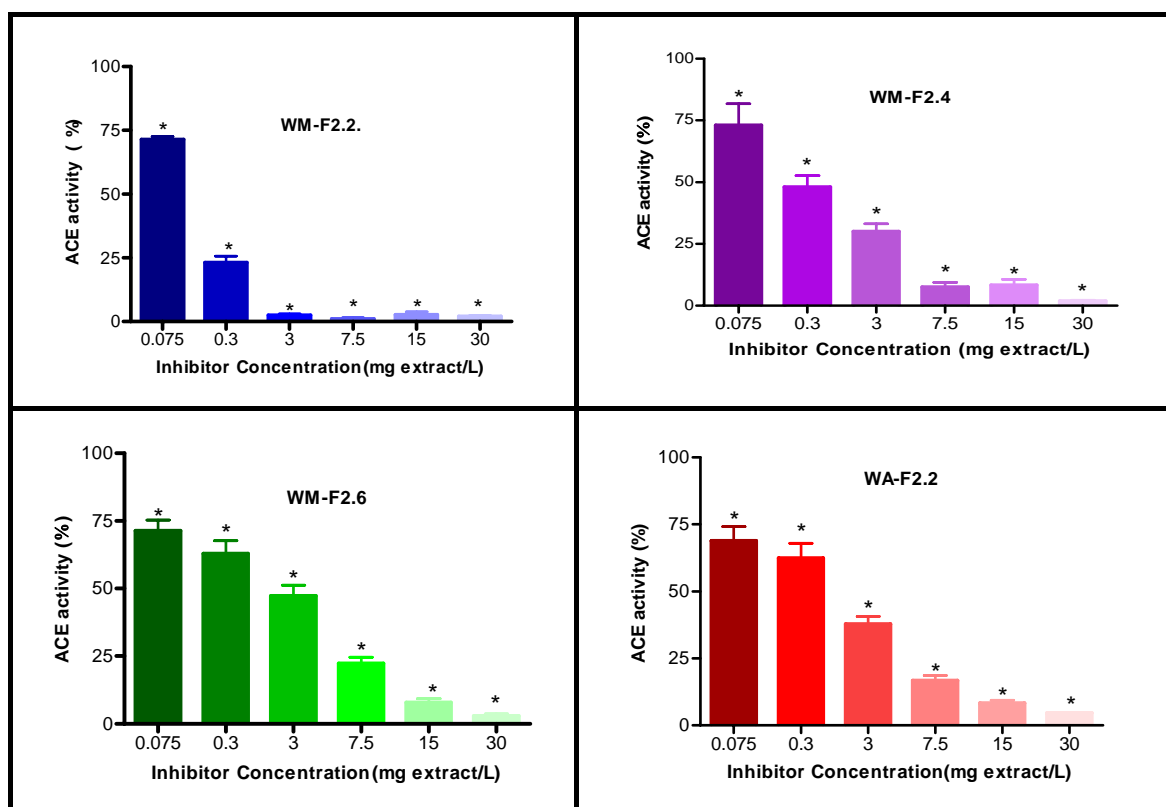 100
75
50
25
0
ACE activity ( %)
WM-F2.2.
* * * * * *
0.075 0.3 3 7.5 15 30
Inhibitor Concentration(mg extract/L)
100
75
50
25
0
ACE activity (%)
WM-F2.4
* * * * * *
0.075 0.3 3 7.5 15 30
Inhibitor Concentration (mg extract/L)
100
75
50
25
0
ACE activity (%)
WM-F2.6
* * * * * *
0.075 0.3 3 7.5 15 30
Inhibitor Concentration(mg extract/L)
100
75
50
25
0
ACE activity (%)
WA-F2.2
* * * * * *
0.075 0.3 3 7.5 15 30
Inhibitor Concentration(mg extract/L)